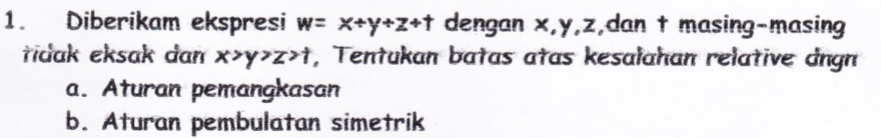 1. Diberikam ekspresi w= x+y+z+t dengan x,y,z,dan t masing-masing
tidak eksak dan x>y>z>t, Tentukan batas atas kesalahan relative dngn
a. Aturan pemangkasan
b. Aturan pembulatan simetrik